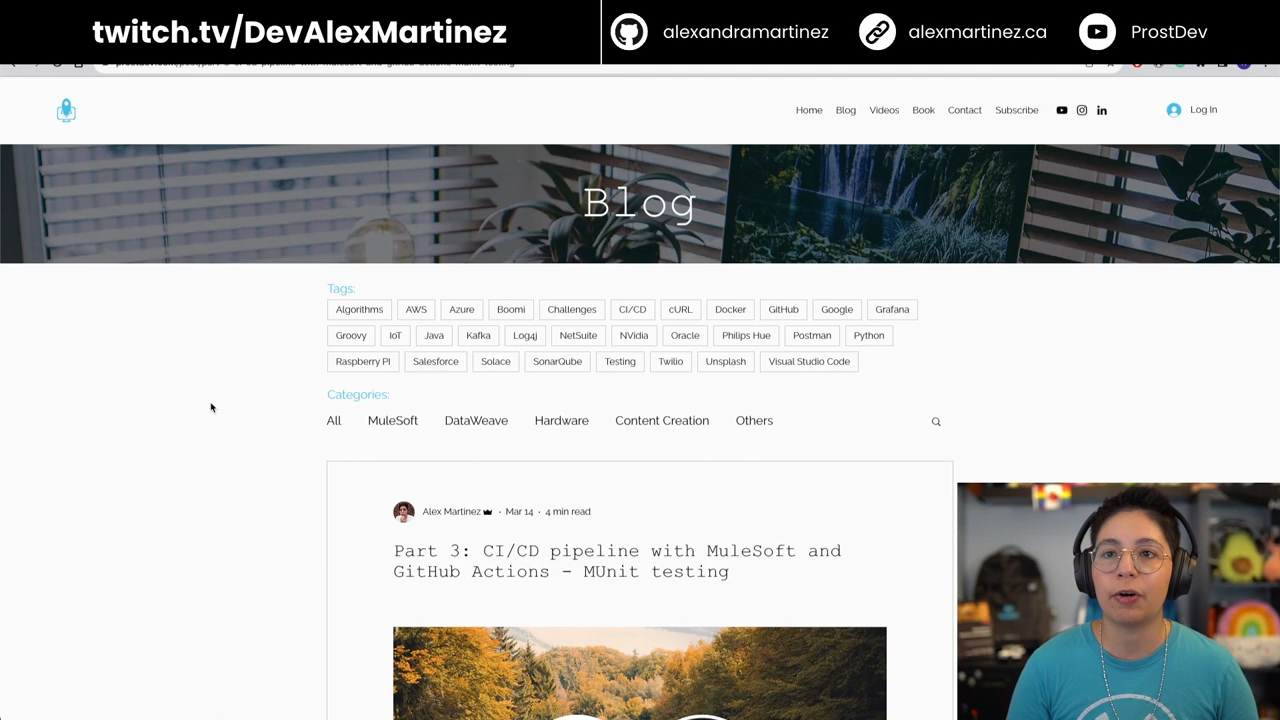 twitch.tv/DevAlexMartinez
alexandramartinez
alexmartinez.ca
ProstDev
Home Blog Videos Book Contact Subscribe
Log In
Blog
Tags:
Algorithms AWS Azure Boomi Challenges CI/CD cURL Docker GitHub Google Grafana
Groovy IoT Java Kafka Log4j NetSuite NVidia Oracle Philips Hue Postman Python
Raspberry PI Salesforce Solace SonarQube Testing Twilio Unsplash Visual Studio Code
Categories:
All MuleSoft DataWeave Hardware Content Creation Others
Alex Martinez · Mar 14 · 4 min read
Part 3: CI/CD pipeline with MuleSoft and
GitHub Actions - MUnit testing